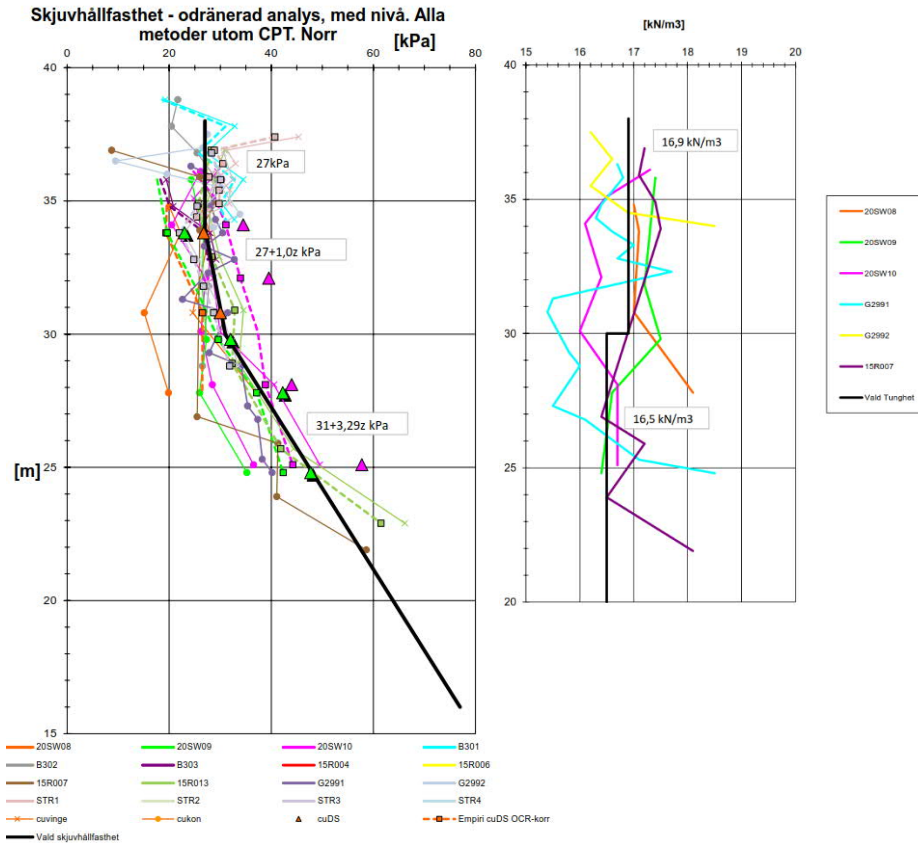 Skjuvhållfasthet - odränerad analys, med nivå. Alla
metoder utom CPT. Norr
[kPa]
0 20 40 60 80
40
35
30
25
20
15
[m]
27kPa
27+1,0z kPa
31+3,29z kPa
20SW08 20SW09 20SW10 B301
B302 B303 15R004 15R006
15R007 15R013 G2991 G2992
STR1 STR2 STR3 STR4
cuvinge cukon cuDS Empiri cuDS OCR-korr
Vald skjuvhållfasthet
[kN/m3]
15 16 17 18 19 20
40
35
30
25
20
16,9 kN/m3
16,5 kN/m3
20SW08
20SW09
20SW10
G2991
G2992
15R007
Vald Tunghet